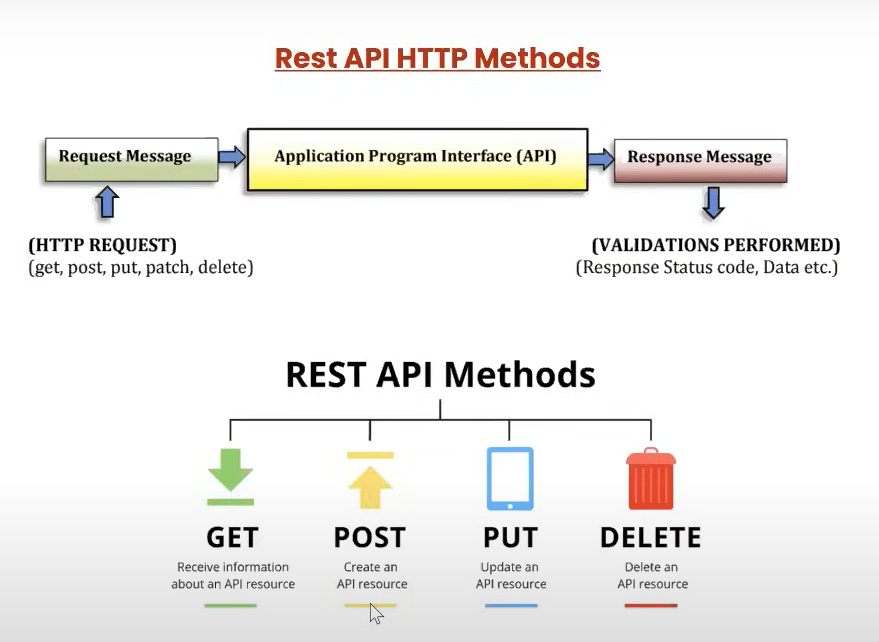 Rest API HTTP Methods
Request Message
Application Program Interface (API)
Response Message
(HTTP REQUEST)
(get, post, put, patch, delete)
(VALIDATIONS PERFORMED)
(Response Status code, Data etc.)
REST API Methods
GET
Receive information
about an API resource
POST
Create an
API resource
PUT
Update an
API resource
DELETE
Delete an
API resource